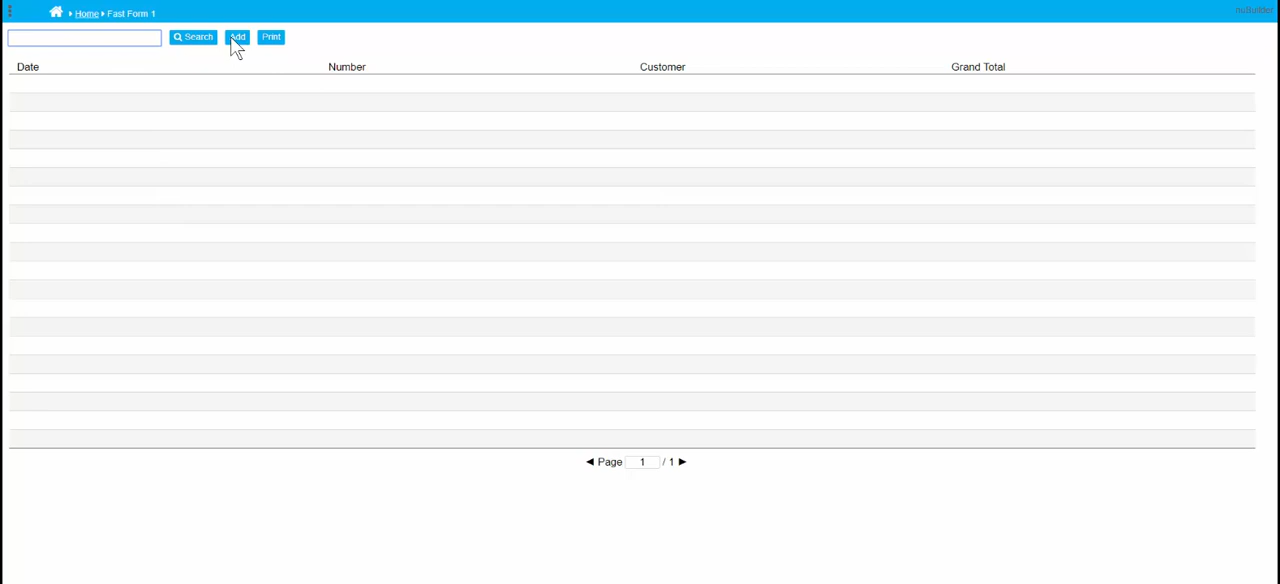 Home Fast Form 1
nuBuilder
Search Add Print
Date Number Customer Grand Total
Page 1 / 1